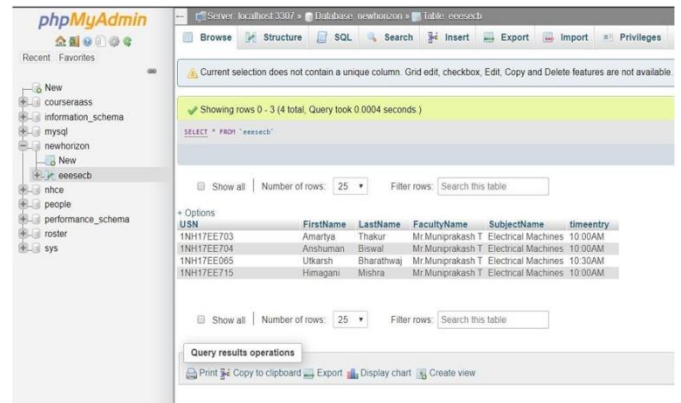 phpMyAdmin
Recent Favorites
New
courseraass
information_schema
mysql
newhorizon
New
eeesecb
nhce
people
performance_schema
roster
sys
Server: localhost:3307 » Database: newhorizon » Table: eeesecb
Browse Structure SQL Search Insert Export Import Privileges
Current selection does not contain a unique column. Grid edit, checkbox, Edit, Copy and Delete features are not available.
Showing rows 0 - 3 (4 total, Query took 0.0004 seconds.)
SELECT * FROM `eeesecb`
Show all Number of rows: 25 Filter rows: Search this table
+ Options
USN FirstName LastName FacultyName SubjectName timeentry
1NH17EE703 Amartya Thakur Mr.Muniprakash T Electrical Machines 10:00AM
1NH17EE704 Anshuman Biswal Mr.Muniprakash T Electrical Machines 10:00AM
1NH17EE065 Utkarsh Bharathwaj Mr.Muniprakash T Electrical Machines 10:30AM
1NH17EE715 Himagani Mishra Mr.Muniprakash T Electrical Machines 10:00AM
Show all Number of rows: 25 Filter rows: Search this table
Query results operations
Print Copy to clipboard Export Display chart Create view